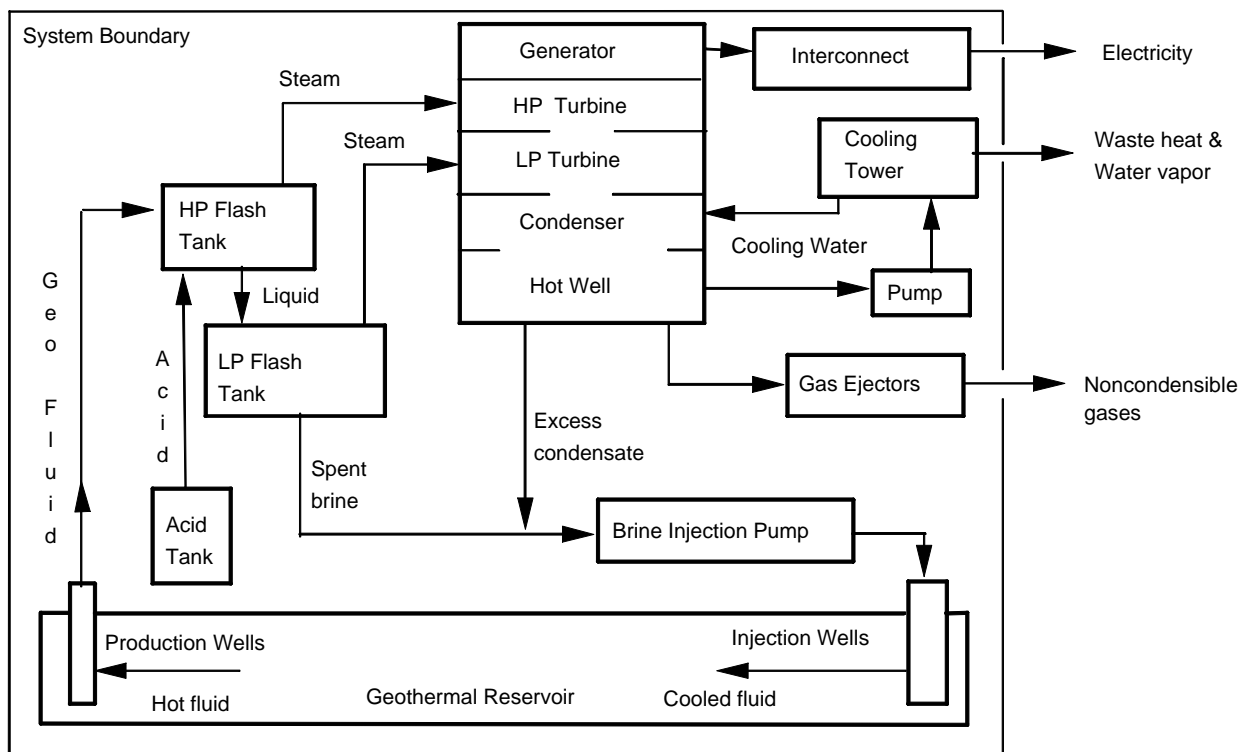 System Boundary
Generator
Interconnect
Electricity
Steam
HP Turbine
Steam
LP Turbine
Cooling
Tower
Waste heat &
Water vapor
HP Flash
Tank
Condenser
Cooling Water
Geo Fluid
Liquid
Hot Well
Pump
Acid
LP Flash
Tank
Gas Ejectors
Noncondensible
gases
Excess
condensate
Spent
brine
Acid
Tank
Brine Injection Pump
Production Wells
Injection Wells
Hot fluid
Geothermal Reservoir
Cooled fluid